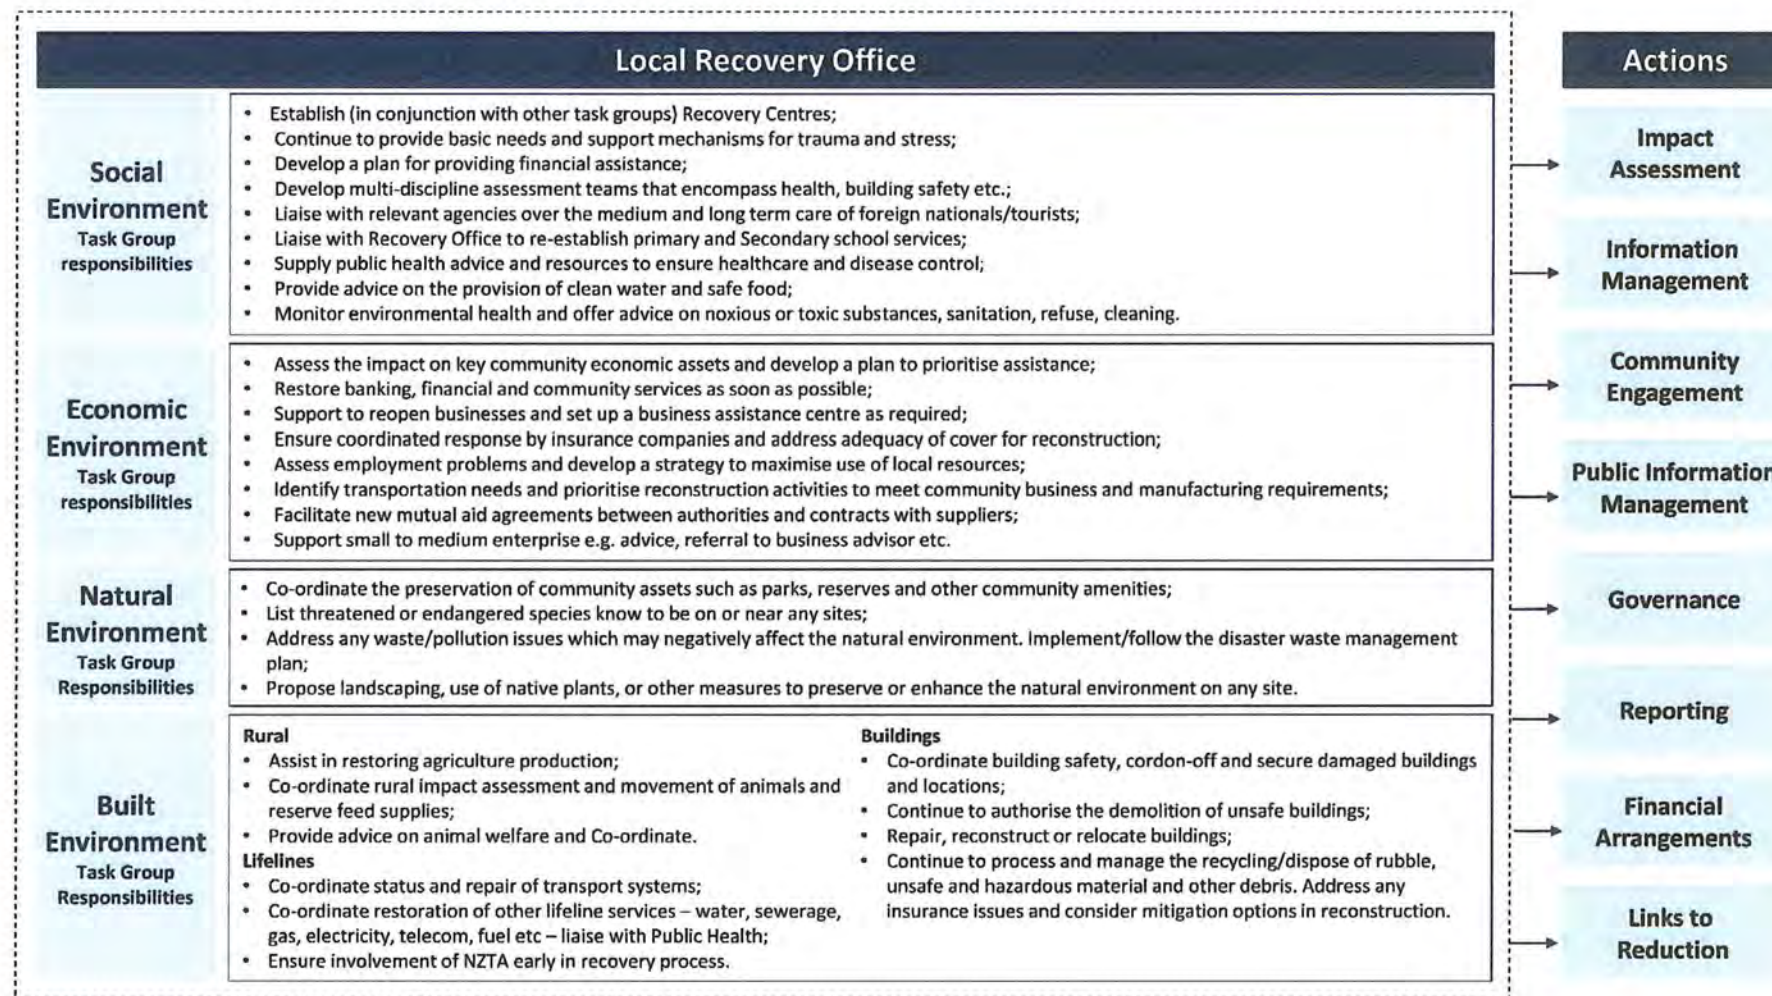 Local Recovery Office
Social
Environment
Task Group
responsibilities
• Establish (in conjunction with other task groups) Recovery Centres;
• Continue to provide basic needs and support mechanisms for trauma and stress;
• Develop a plan for providing financial assistance;
• Develop multi-discipline assessment teams that encompass health, building safety etc.;
• Liaise with relevant agencies over the medium and long term care of foreign nationals/tourists;
• Liaise with Recovery Office to re-establish primary and Secondary school services;
• Supply public health advice and resources to ensure healthcare and disease control;
• Provide advice on the provision of clean water and safe food;
• Monitor environmental health and offer advice on noxious or toxic substances, sanitation, refuse, cleaning.
Economic
Environment
Task Group
responsibilities
• Assess the impact on key community economic assets and develop a plan to prioritise assistance;
• Restore banking, financial and community services as soon as possible;
• Support to reopen businesses and set up a business assistance centre as required;
• Ensure coordinated response by insurance companies and address adequacy of cover for reconstruction;
• Assess employment problems and develop a strategy to maximise use of local resources;
• Identify transportation needs and prioritise reconstruction activities to meet community business and manufacturing requirements;
• Facilitate new mutual aid agreements between authorities and contracts with suppliers;
• Support small to medium enterprise e.g. advice, referral to business advisor etc.
Natural
Environment
Task Group
Responsibilities
• Co-ordinate the preservation of community assets such as parks, reserves and other community amenities;
• List threatened or endangered species know to be on or near any sites;
• Address any waste/pollution issues which may negatively affect the natural environment. Implement/follow the disaster waste management
plan;
• Propose landscaping, use of native plants, or other measures to preserve or enhance the natural environment on any site.
Built
Environment
Task Group
Responsibilities
Rural
• Assist in restoring agriculture production;
• Co-ordinate rural impact assessment and movement of animals and
reserve feed supplies;
• Provide advice on animal welfare and Co-ordinate.
Lifelines
• Co-ordinate status and repair of transport systems;
• Co-ordinate restoration of other lifeline services – water, sewerage,
gas, electricity, telecom, fuel etc – liaise with Public Health;
• Ensure involvement of NZTA early in recovery process.
Buildings
• Co-ordinate building safety, cordon-off and secure damaged buildings
and locations;
• Continue to authorise the demolition of unsafe buildings;
• Repair, reconstruct or relocate buildings;
• Continue to process and manage the recycling/dispose of rubble,
unsafe and hazardous material and other debris. Address any
insurance issues and consider mitigation options in reconstruction.
Actions
Impact
Assessment
Information
Management
Community
Engagement
Public Information
Management
Governance
Reporting
Financial
Arrangements
Links to
Reduction